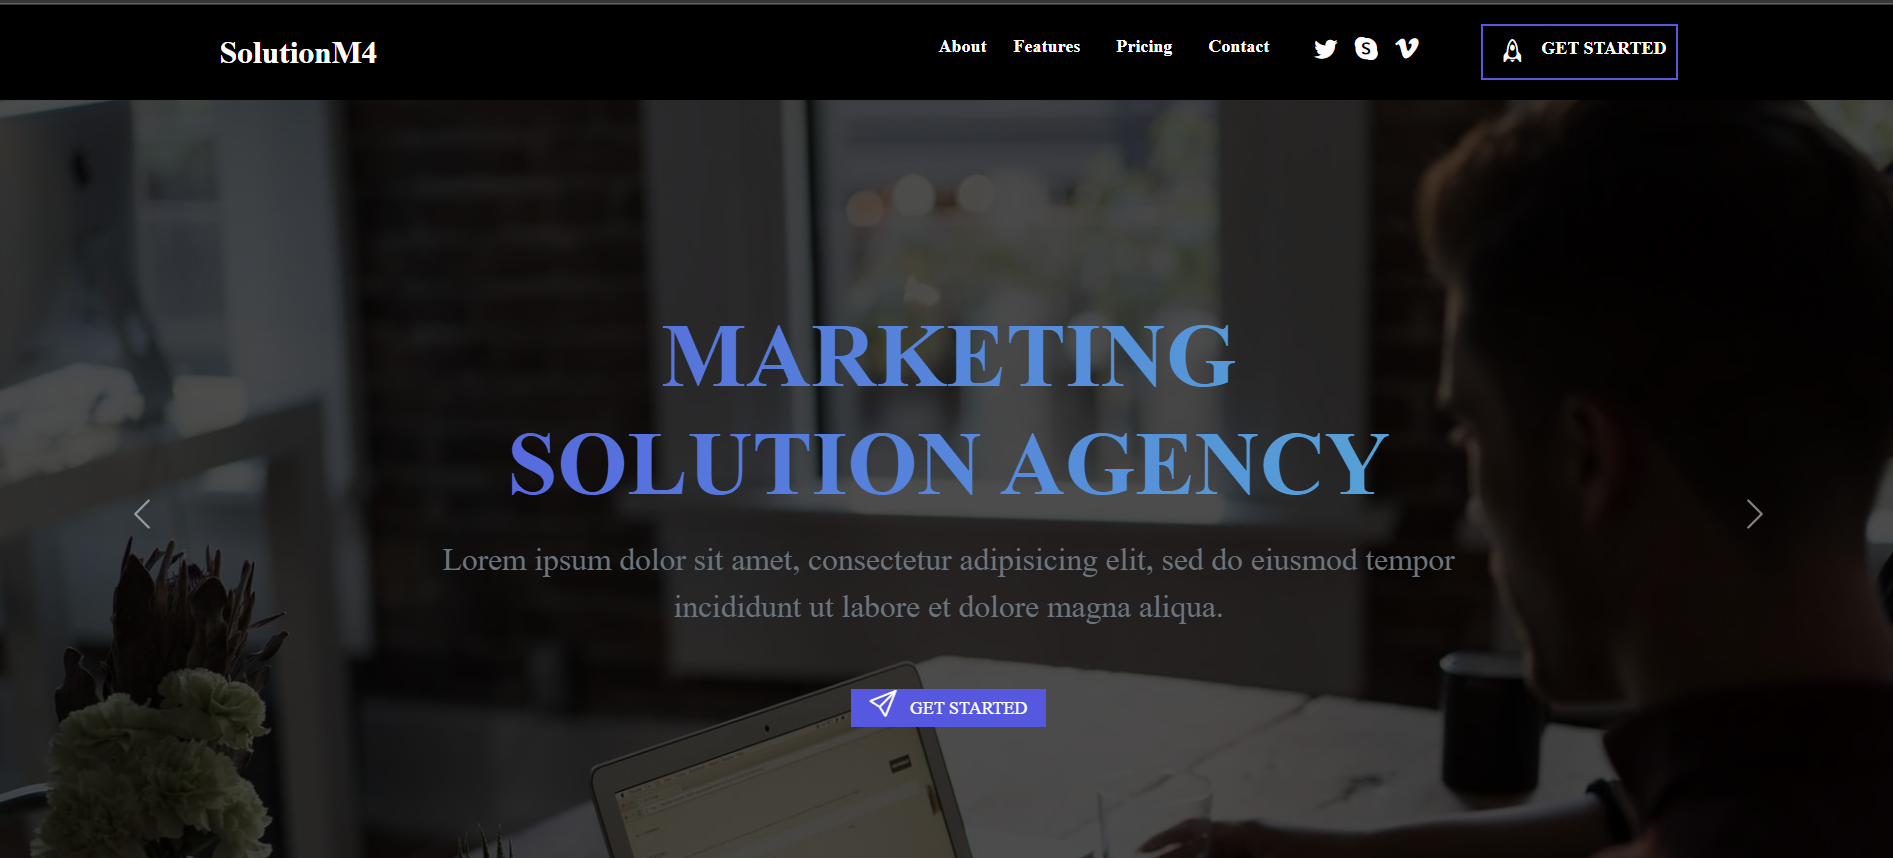 SolutionM4
About Features Pricing Contact
GET STARTED
MARKETING
SOLUTION AGENCY
Lorem ipsum dolor sit amet, consectetur adipisicing elit, sed do eiusmod tempor
incididunt ut labore et dolore magna aliqua.
GET STARTED